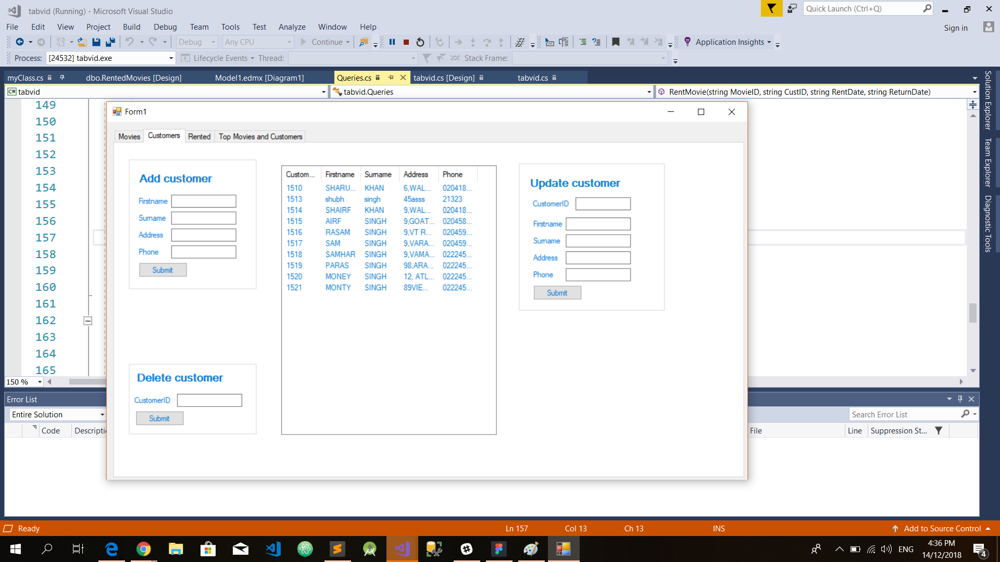 tabvid (Running) - Microsoft Visual Studio
Quick Launch (Ctrl+Q)
File Edit View Project Build Debug Team Tools Test Analyze Window Help
Sign in
Debug Any CPU Continue Application Insights
Process: [24532] tabvid.exe Lifecycle Events Thread: Stack Frame:
myClass.cs dbo.RentedMovies [Design] Model1.edmx [Diagram1] Queries.cs tabvid.cs [Design] tabvid.cs
C# tabvid tabvid.Queries RentMovie(string MovieID, string CustID, string RentDate, string ReturnDate)
Solution Explorer
Team Explorer
Diagnostic Tools
149
150
151
152
153
154
155
156
157
158
159
160
161
162
163
164
165
150 %
Form1
Movies Customers Rented Top Movies and Customers
Add customer
Firstname
Surname
Address
Phone
Submit
Delete customer
CustomerID
Submit
Custom... Firstname Surname Address Phone
1510 SHARU... KHAN 6,WAL... 020418...
1513 shubh singh 45asss 21323
1514 SHAIRF KHAN 9,WAL... 020418...
1515 AIRF SINGH 9,GOAT... 020458...
1516 RASAM SINGH 9,VT R... 020459...
1517 SAM SINGH 9,VARA... 020459...
1518 SAMHAR SINGH 9,VAMA... 022245...
1519 PARAS SINGH 98,ARA... 022245...
1520 MONEY SINGH 12, ATL... 022245...
1521 MONTY SINGH 89VIE... 022245...
Update customer
CustomerID
Firstname
Surname
Address
Phone
Submit
Error List
Entire Solution
Search Error List
Code Descripti
File Line Suppression St...
Ready Ln 157 Col 13 Ch 13 INS Add to Source Control
ENG
4:36 PM
14/12/2018
4